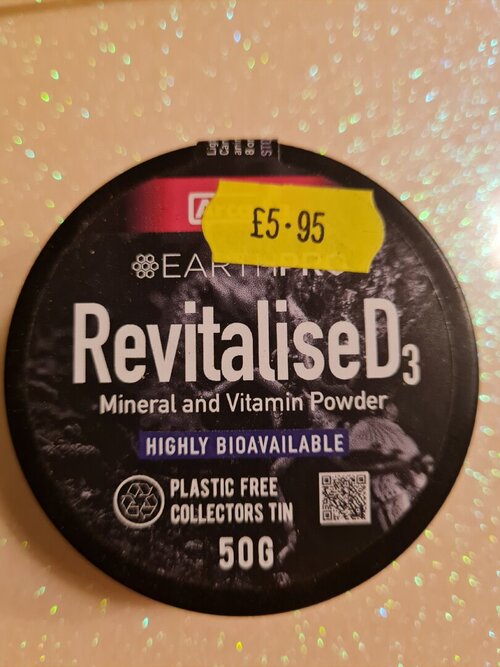 £5.95
EARTHPRO
RevitaliseD3
Mineral and Vitamin Powder
HIGHLY BIOAVAILABLE
PLASTIC FREE
COLLECTORS TIN
50G